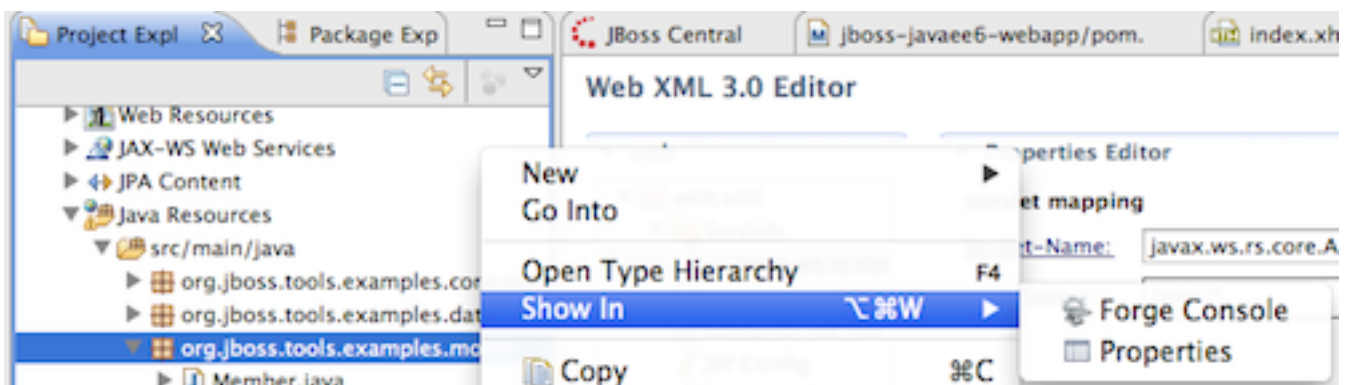 Project Expl
Package Exp
JBoss Central
jboss-javaee6-webapp/pom.
index.xh
Web XML 3.0 Editor
Web Resources
JAX-WS Web Services
JPA Content
Java Resources
src/main/java
org.jboss.tools.examples.con
org.jboss.tools.examples.dat
org.jboss.tools.examples.mo
Member.java
New
Go Into
Open Type Hierarchy F4
Show In ⌥⌘W
Copy ⌘C
perties Editor
et mapping
t-Name: javax.ws.rs.core.A
Forge Console
Properties